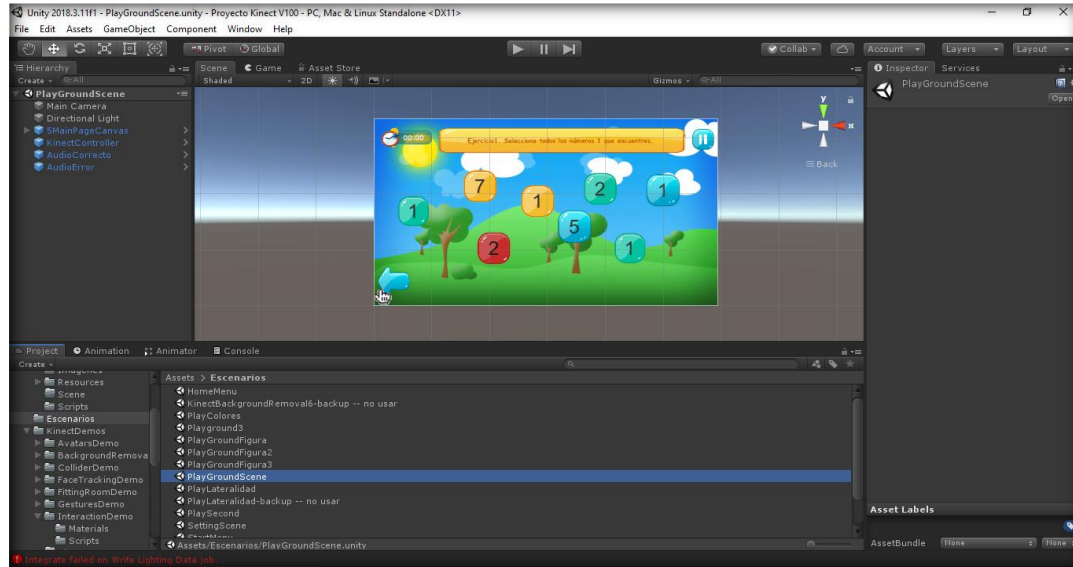 Unity 2018.3.11f1 - PlayGroundScene.unity - Proyecto Kinect V100 - PC, Mac & Linux Standalone <DX11>
File Edit Assets GameObject Component Window Help
Pivot Global Collab Account Layers Layout
Hierarchy Scene Game Asset Store Inspector Services
Create All Shaded 2D Gizmos All
PlayGroundScene
Main Camera
Directional Light
SMainPageCanvas
KinectController
AudioCorrecto
AudioError
PlayGroundScene
Open
y
x
Back
00:00
Ejercicio1. Selecciona todos los números 1 que encuentres.
7
1
2
1
1
5
2
1
Project Animation Animator Console
Create
Resources
Scene
Scripts
Escenarios
KinectDemos
AvatarsDemo
BackgroundRemova
ColliderDemo
FaceTrackingDemo
FittingRoomDemo
GesturesDemo
InteractionDemo
Materials
Scripts
Assets > Escenarios
HomeMenu
KinectBackgroundRemoval6-backup -- no usar
PlayColores
Playground3
PlayGroundFigura
PlayGroundFigura2
PlayGroundFigura3
PlayGroundScene
PlayLateralidad
PlayLateralidad-backup -- no usar
PlaySecond
SettingScene
Assets/Escenarios/PlayGroundScene.unity
Asset Labels
AssetBundle None None
Integrate failed on Write Lighting Data job.